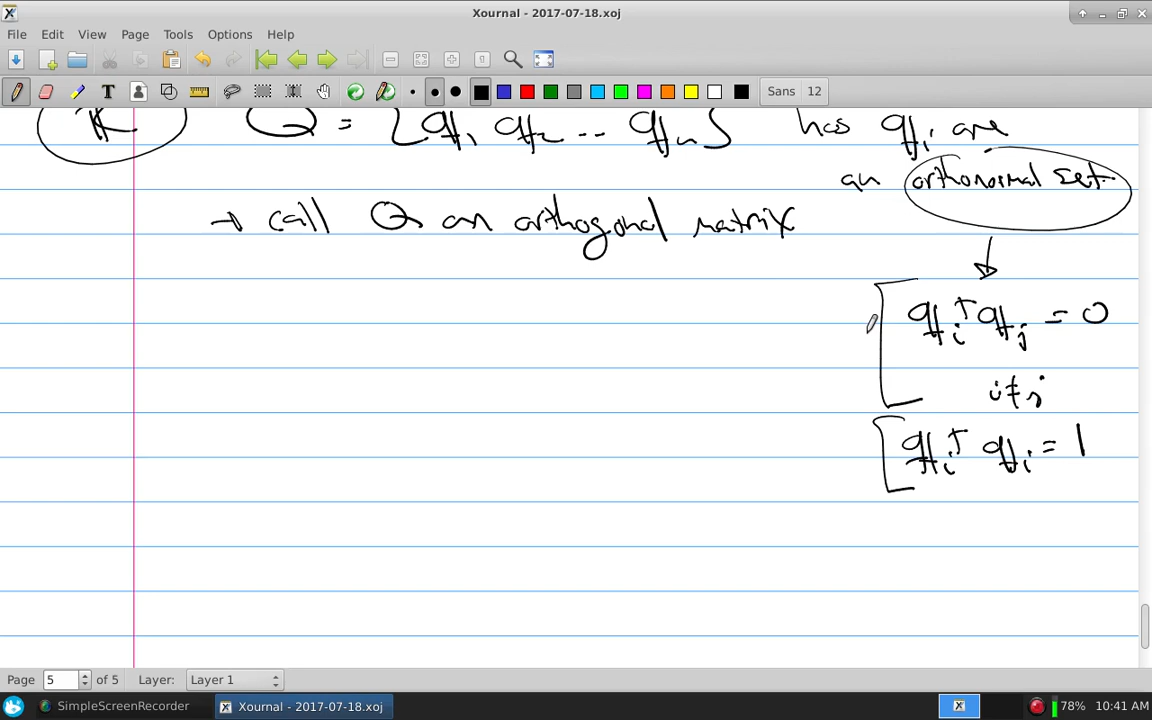 Xournal - 2017-07-18.xoj
File Edit View Page Tools Options Help
Sans 12
Q = [q₁ q₂ ... qₙ] has qᵢ are
an orthonormal set
→ call Q an orthogonal matrix
qᵢᵀqⱼ = 0
i≠j
qᵢᵀ qᵢ = 1
Page 5 of 5 Layer: Layer 1
SimpleScreenRecorder Xournal - 2017-07-18.xoj 78% 10:41 AM